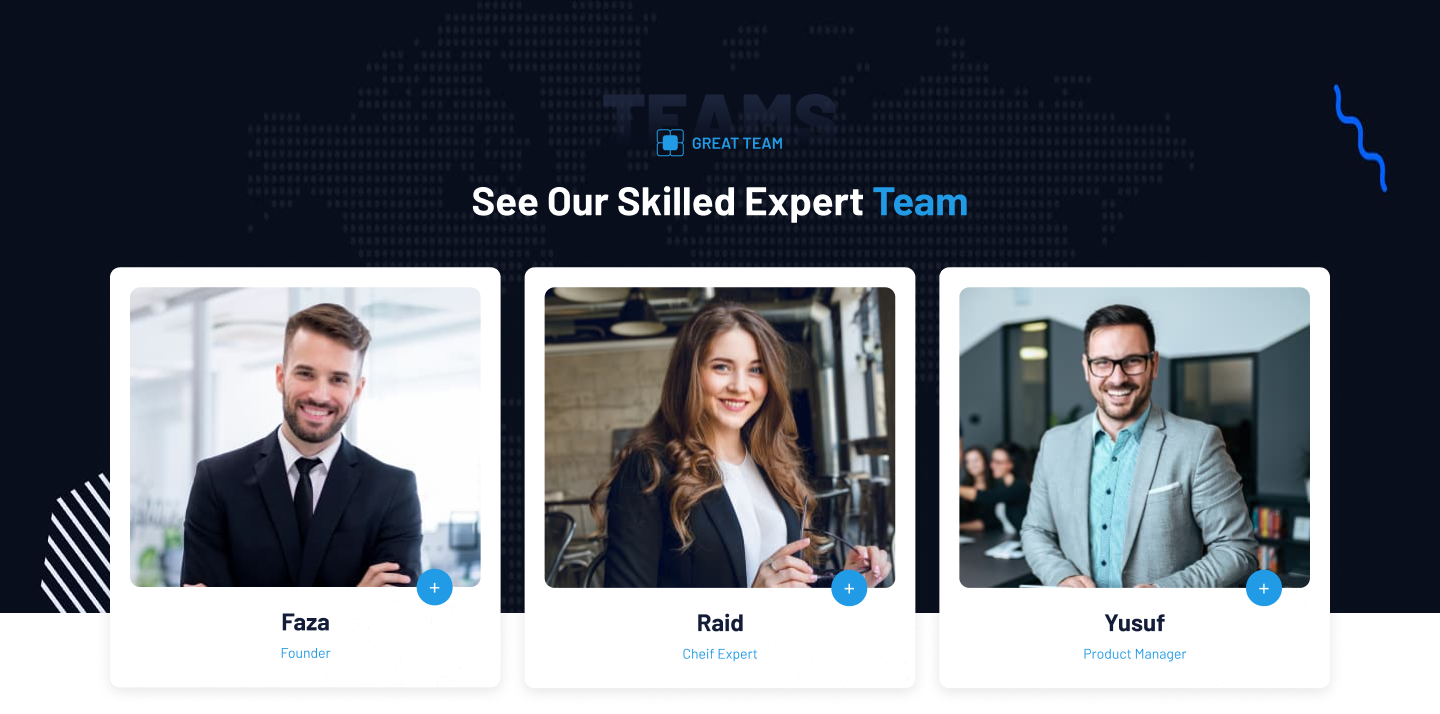 TEAMS
GREAT TEAM
See Our Skilled Expert Team
Faza
Founder
Raid
Cheif Expert
Yusuf
Product Manager